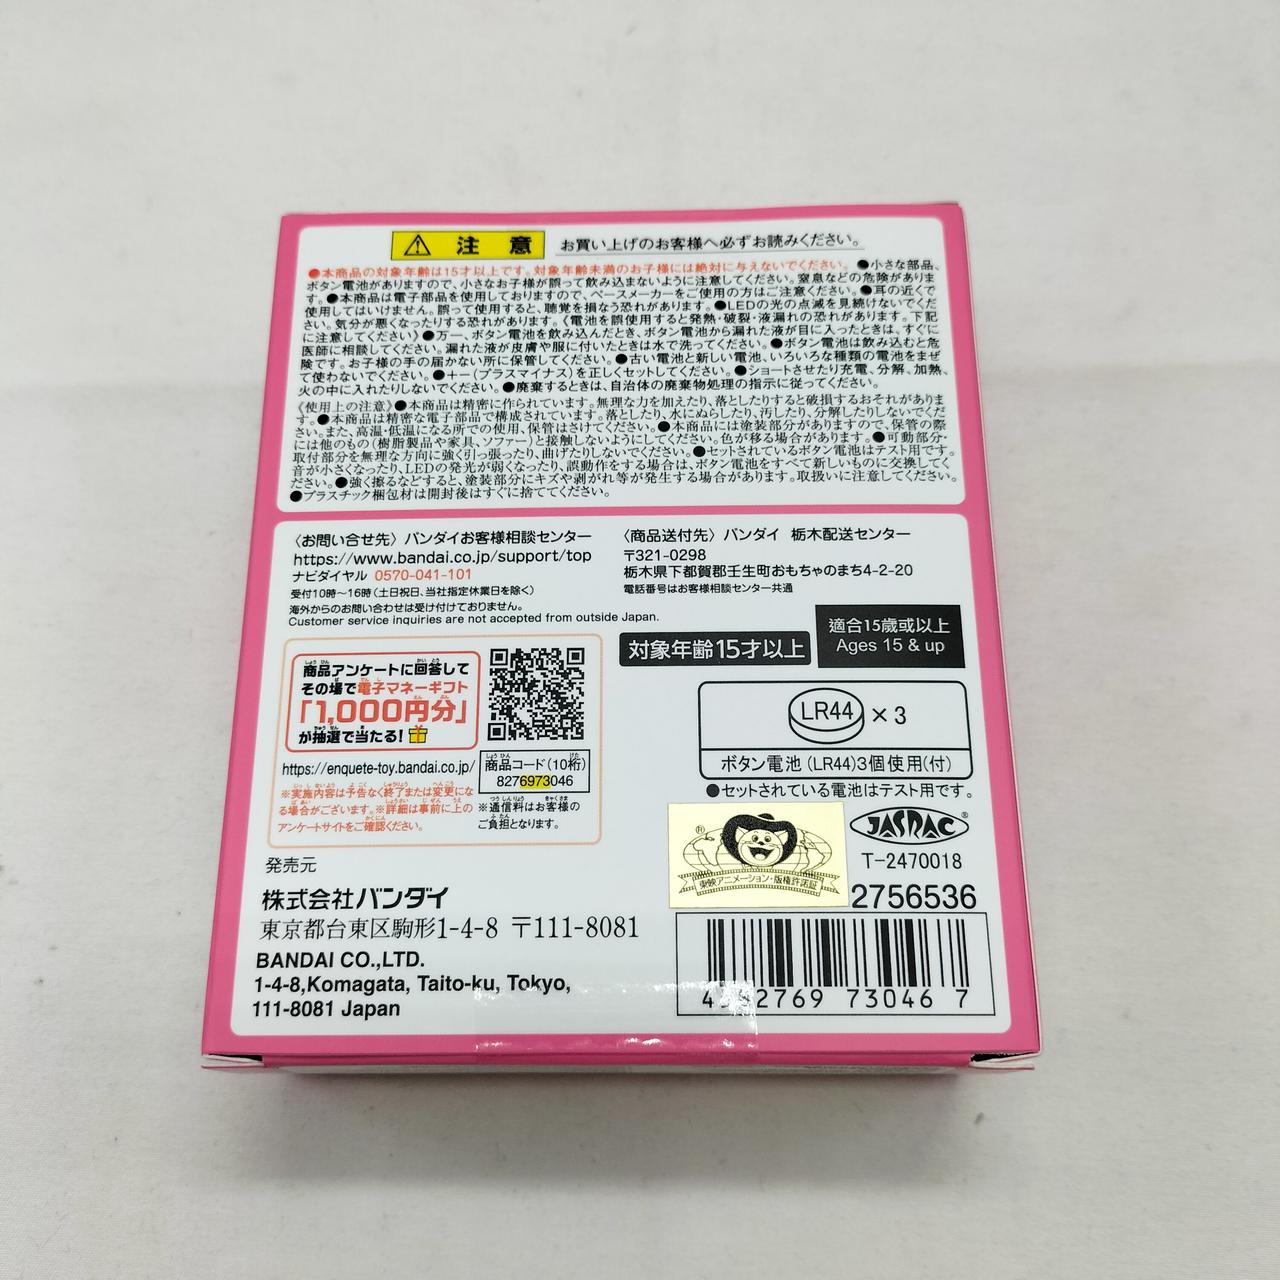 注意 お買い上げのお客様へ必ずお読みください。
●本商品の対象年齢は15才以上です。対象年齢未満のお子様には絶対に与えないでください。●小さな部品、
ボタン電池がありますので、小さなお子様が誤って飲み込まないように注意してください。窒息などの危険がありま
す。●本商品は電子部品を使用しておりますので、ペースメーカーをご使用の方はご注意ください。●耳の近くで
使用してはいけません。誤って使用すると、聴覚を損なう恐れがあります。●LEDの光の点滅を見続けないでくだ
さい。気分が悪くなったりする恐れがあります。《電池を誤使用すると発熱・破裂・液漏れの恐れがあります。下記
に注意してください》●万一、ボタン電池を飲み込んだとき、ボタン電池から漏れた液が目に入ったときは、すぐに
医師に相談してください。漏れた液が皮膚や服に付いたときは水で洗ってください。●ボタン電池は飲み込むと危
険です。お子様の手の届かない所に保管してください。●古い電池と新しい電池、いろいろな種類の電池をまぜ
て使わないでください。●＋－（プラスマイナス）を正しくセットしてください。●ショートさせたり充電、分解、加熱、
火の中に入れたりしないでください。●廃棄するときは、自治体の廃棄物処理の指示に従ってください。
《使用上の注意》●本商品は精密に作られています。無理な力を加えたり、落としたりすると破損するおそれがありま
す。●本商品は精密な電子部品で構成されています。落としたり、水にぬらしたり、汚したり、分解したりしないでくだ
さい。また、高温・低温になる所での使用、保管はさけてください。●本商品には塗装部分がありますので、保管の際
には他のもの（樹脂製品や家具、ソファー）と接触しないようにしてください。色が移る場合があります。●可動部分・
取付部分を無理な方向に強く引っ張ったり、曲げたりしないでください。●セットされているボタン電池はテスト用です。
音が小さくなったり、LEDの発光が弱くなったり、誤動作をする場合は、ボタン電池をすべて新しいものに交換してく
ださい。●強く擦るなどすると、塗装部分にキズや剥がれ等が発生する場合があります。取扱いに注意してください。
●プラスチック梱包材は開封後はすぐに捨ててください。
〈お問い合せ先〉バンダイお客様相談センター
https://www.bandai.co.jp/support/top
ナビダイヤル 0570-041-101
受付10時～16時（土日祝日、当社指定休業日を除く）
海外からのお問い合わせは受け付けておりません。
Customer service inquiries are not accepted from outside Japan.
〈商品送付先〉バンダイ 栃木配送センター
〒321-0298
栃木県下都賀郡壬生町おもちゃのまち4-2-20
電話番号はお客様相談センター共通
対象年齢15才以上
適合15歳或以上
Ages 15 & up
商品アンケートに回答して
その場で電子マネーギフト
「1,000円分」
が抽選で当たる!
https://enquete-toy.bandai.co.jp/
商品コード（10桁）
8276973046
※実施内容は予告なく終了または変更にな
る場合がございます。※詳細は事前に上の
アンケートサイトをご確認ください。
※通信料はお客様の
ご負担となります。
LR44 ×3
ボタン電池（LR44）3個使用（付）
●セットされている電池はテスト用です。
JASRAC ®
T-2470018
®
東映アニメーション・版権許諾証
2756536
発売元
株式会社バンダイ
東京都台東区駒形1-4-8 〒111-8081
BANDAI CO.,LTD.
1-4-8,Komagata, Taito-ku, Tokyo,
111-8081 Japan
73046 7